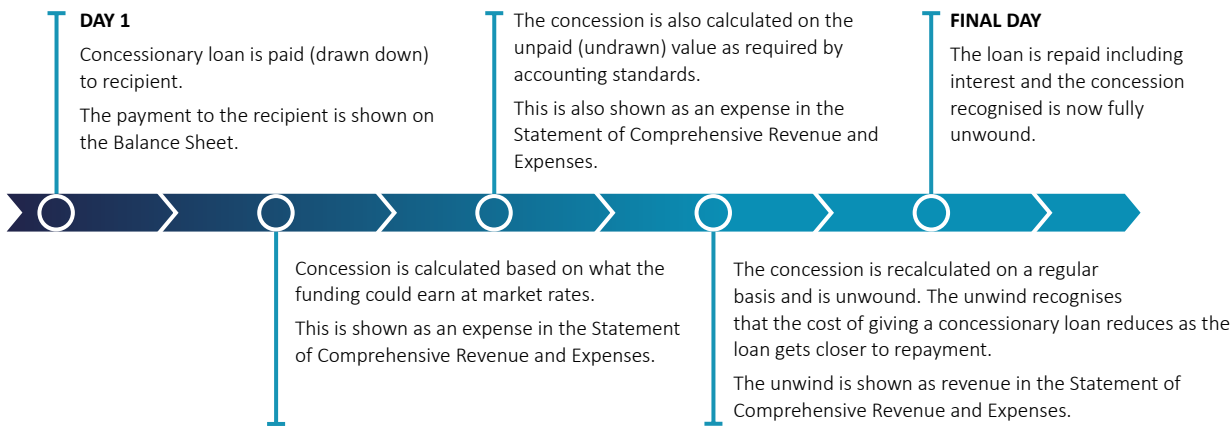 DAY 1
Concessionary loan is paid (drawn down)
to recipient.
The payment to the recipient is shown on
the Balance Sheet.
Concession is calculated based on what the
funding could earn at market rates.
This is shown as an expense in the Statement
of Comprehensive Revenue and Expenses.
The concession is also calculated on the
unpaid (undrawn) value as required by
accounting standards.
This is also shown as an expense in the
Statement of Comprehensive Revenue and
Expenses.
The concession is recalculated on a regular
basis and is unwound. The unwind recognises
that the cost of giving a concessionary loan reduces as the
loan gets closer to repayment.
The unwind is shown as revenue in the Statement of
Comprehensive Revenue and Expenses.
FINAL DAY
The loan is repaid including
interest and the concession
recognised is now fully
unwound.